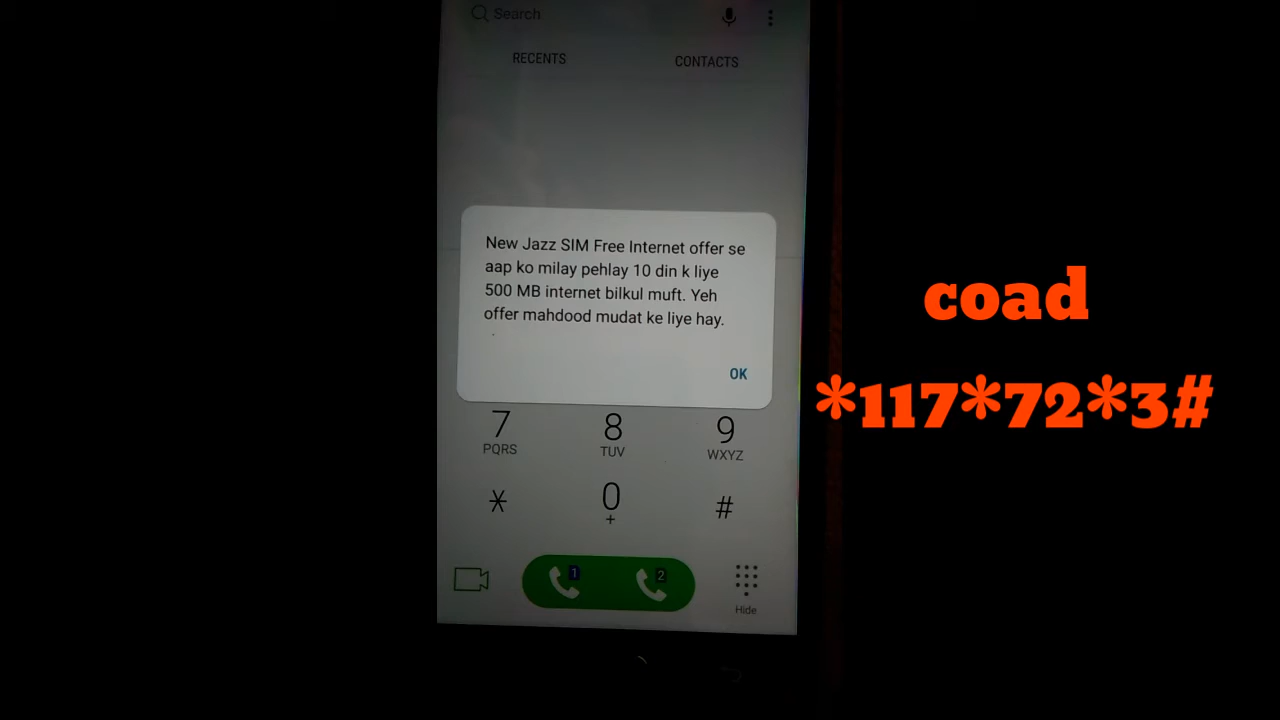 Search
RECENTS
CONTACTS
New Jazz SIM Free Internet offer se
aap ko milay pehlay 10 din k liye
500 MB internet bilkul muft. Yeh
offer mahdood mudat ke liye hay.
OK
7
PQRS
8
TUV
9
WXYZ
*
0
+
#
1
2
Hide
coad
*117*72*3#